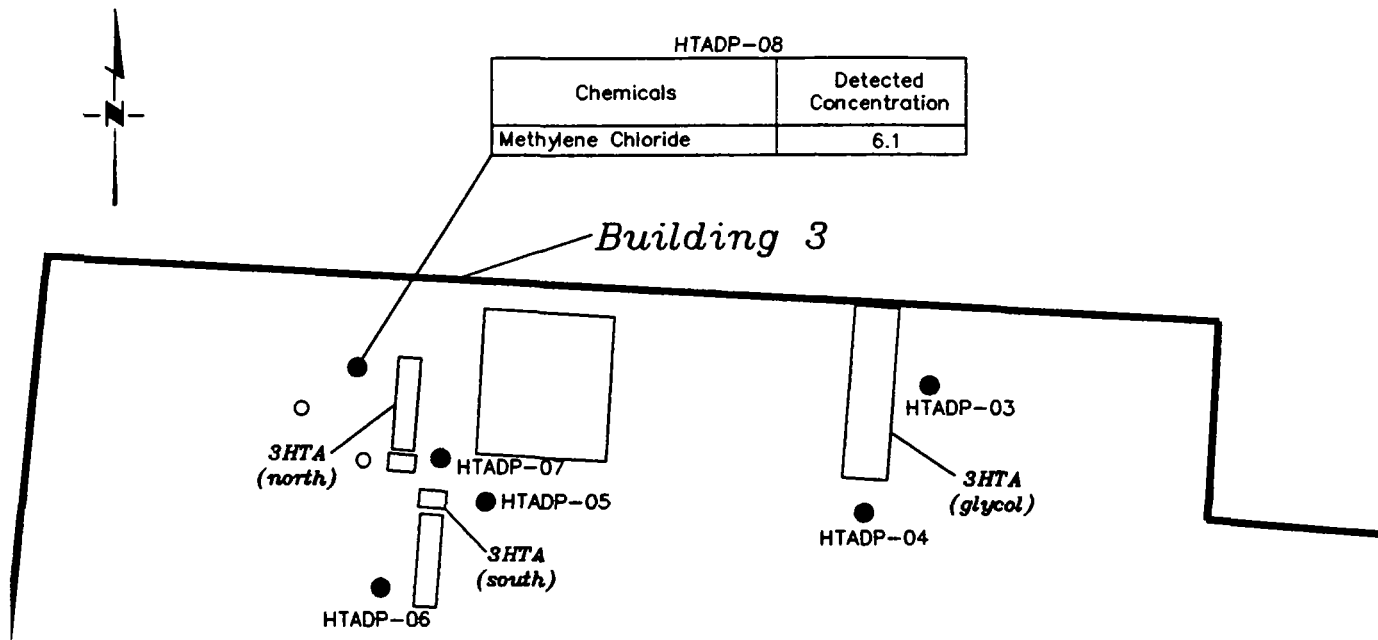 HTADP-08
Chemicals
Detected
Concentration
Methylene Chloride
6.1
N
Building 3
HTADP-03
3HTA
(north)
HTADP-07
HTADP-05
3HTA
(glycol)
HTADP-04
3HTA
(south)
HTADP-06